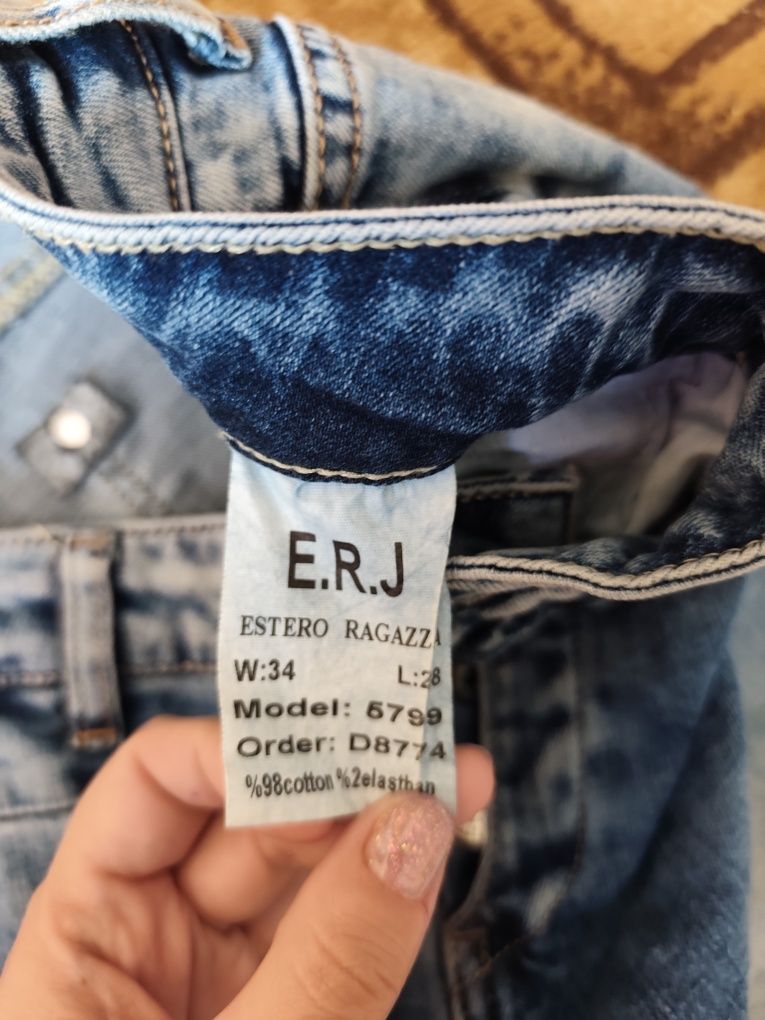 E.R.J
ESTERO RAGAZZA
W:34 L:28
Model: 5799
Order: D8774
%98cotton %2elasthan